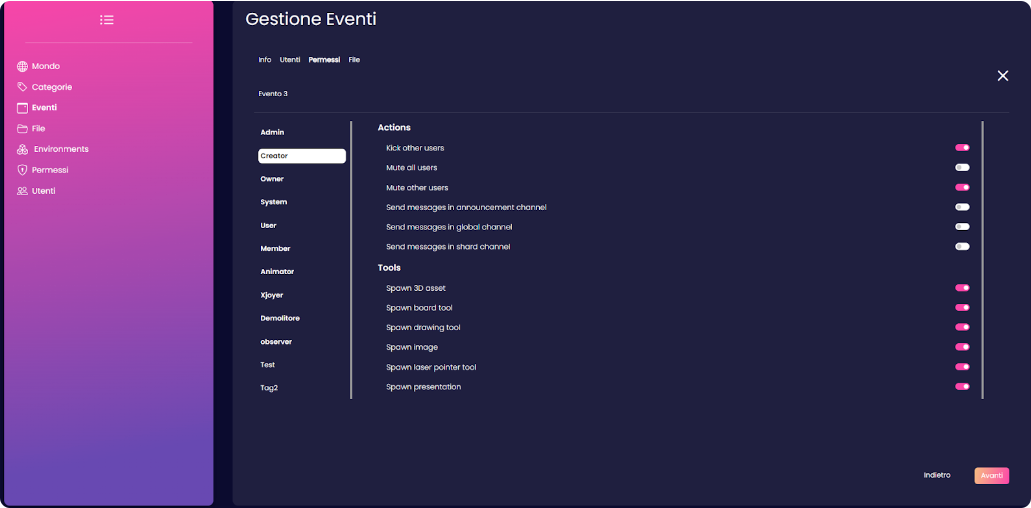 Gestione Eventi
Mondo
Categorie
Eventi
File
Environments
Permessi
Utenti
Info Utenti Permessi File
Evento 3
Admin
Creator
Owner
System
User
Member
Animator
Xjoyer
Demolitore
observer
Test
Tag2
Actions
Kick other users
Mute all users
Mute other users
Send messages in announcement channel
Send messages in global channel
Send messages in shard channel
Tools
Spawn 3D asset
Spawn board tool
Spawn drawing tool
Spawn image
Spawn laser pointer tool
Spawn presentation
Indietro Avanti